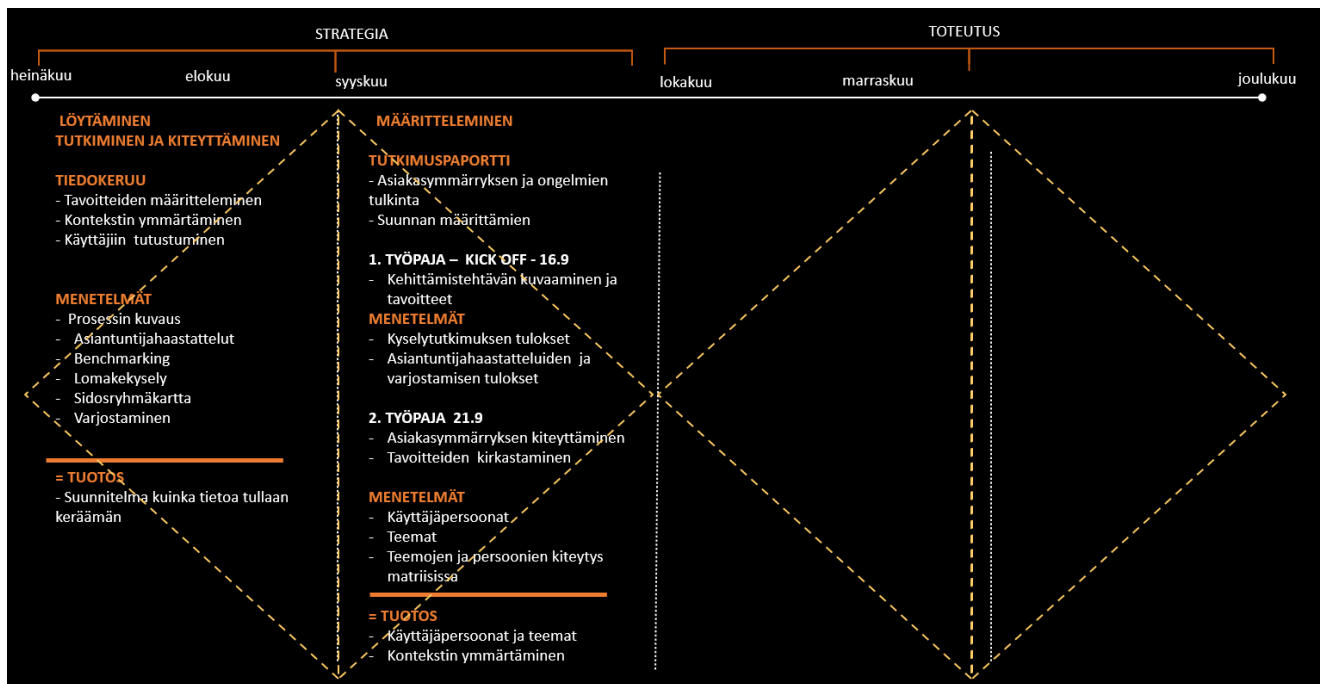 STRATEGIA
TOTEUTUS
heinäkuu
elokuu
syyskuu
lokakuu
marraskuu
joulukuu
LÖYTÄMINEN
TUTKIMINEN JA KITEYTTÄMINEN
TIEDOKERUU
- Tavoitteiden määritteleminen
- Kontekstin ymmärtäminen
- Käyttäjiin tutustuminen
MENETELMÄT
- Prosessin kuvaus
- Asiantuntijahaastattelut
- Benchmarking
- Lomakekysely
- Sidosryhmäkartta
- Varjostaminen
= TUOTOS
- Suunnitelma kuinka tietoa tullaan
keräämän
MÄÄRITTELEMINEN
TUTKIMUSPAPORTTI
- Asiakasymmärryksen ja ongelmien
tulkinta
- Suunnan määrittämien
1. TYÖPAJA – KICK OFF - 16.9
- Kehittämistehtävän kuvaaminen ja
tavoitteet
MENETELMÄT
- Kyselytutkimuksen tulokset
- Asiantuntijahaastatteluiden ja
varjostamisen tulokset
2. TYÖPAJA 21.9
- Asiakasymmärryksen kiteyttäminen
- Tavoitteiden kirkastaminen
MENETELMÄT
- Käyttäjäpersoonat
- Teemat
- Teemojen ja persoonien kiteytys
matriisissa
= TUOTOS
- Käyttäjäpersoonat ja teemat
- Kontekstin ymmärtäminen